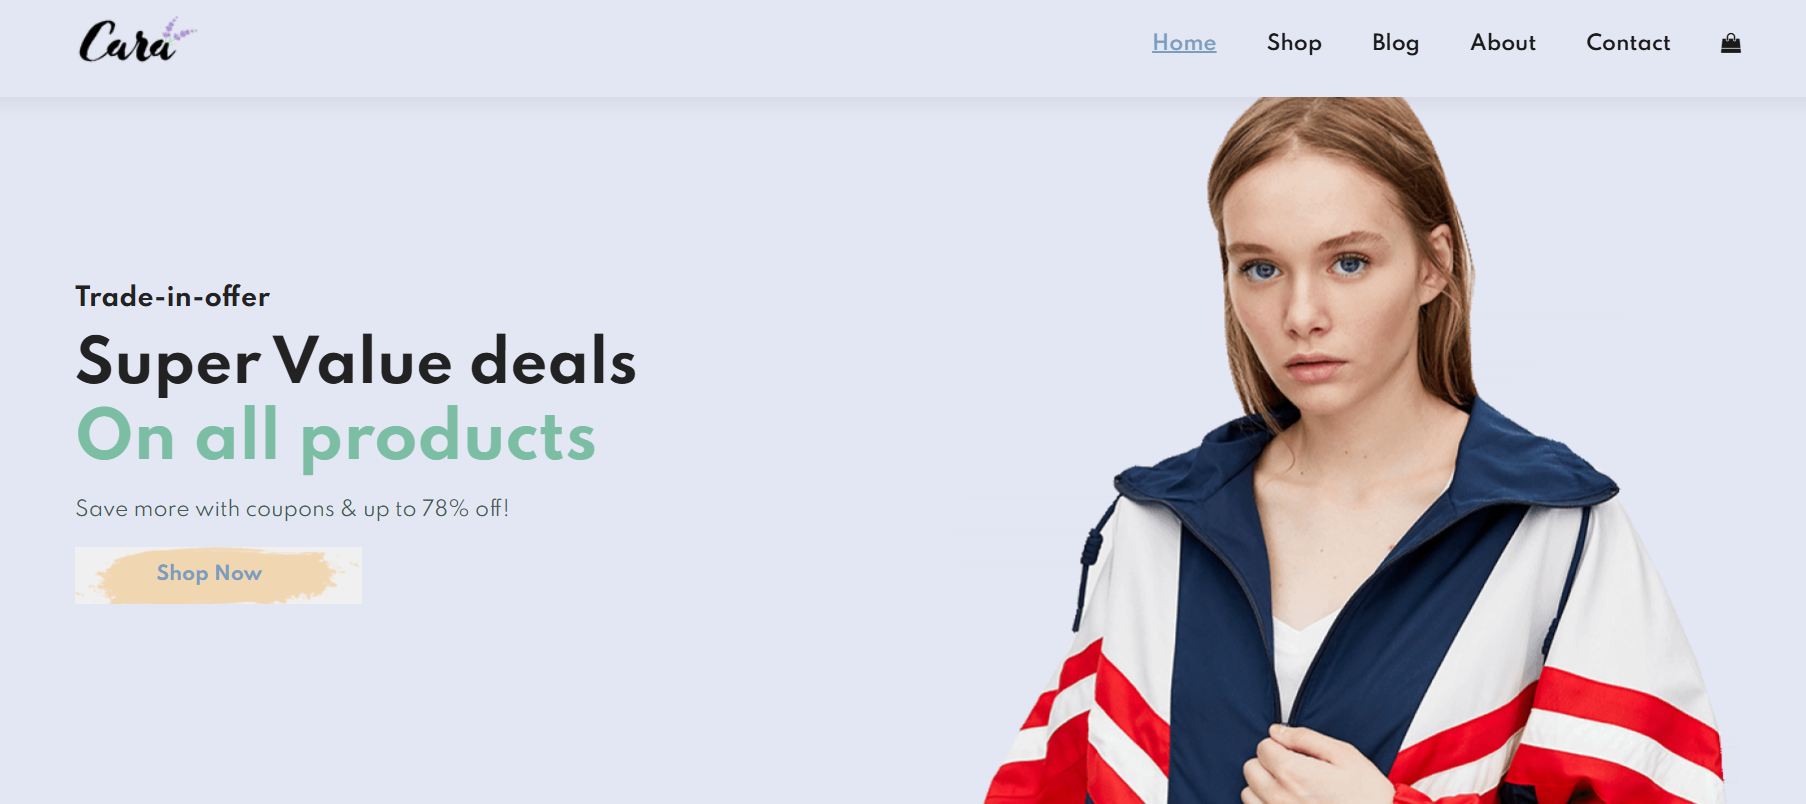 Cara
Home Shop Blog About Contact
Trade-in-offer
Super Value deals
On all products
Save more with coupons & up to 78% off!
Shop Now